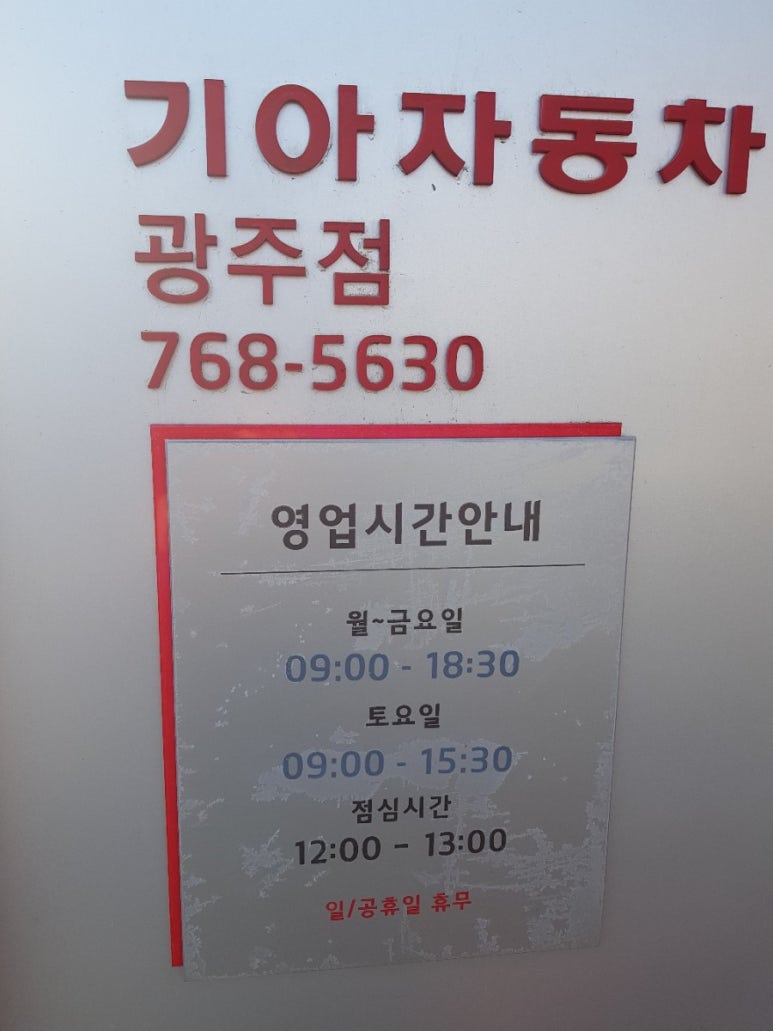 기아자동차
광주점
768-5630
영업시간안내
월~금요일
09:00 - 18:30
토요일
09:00 - 15:30
점심시간
12:00 - 13:00
일/공휴일 휴무